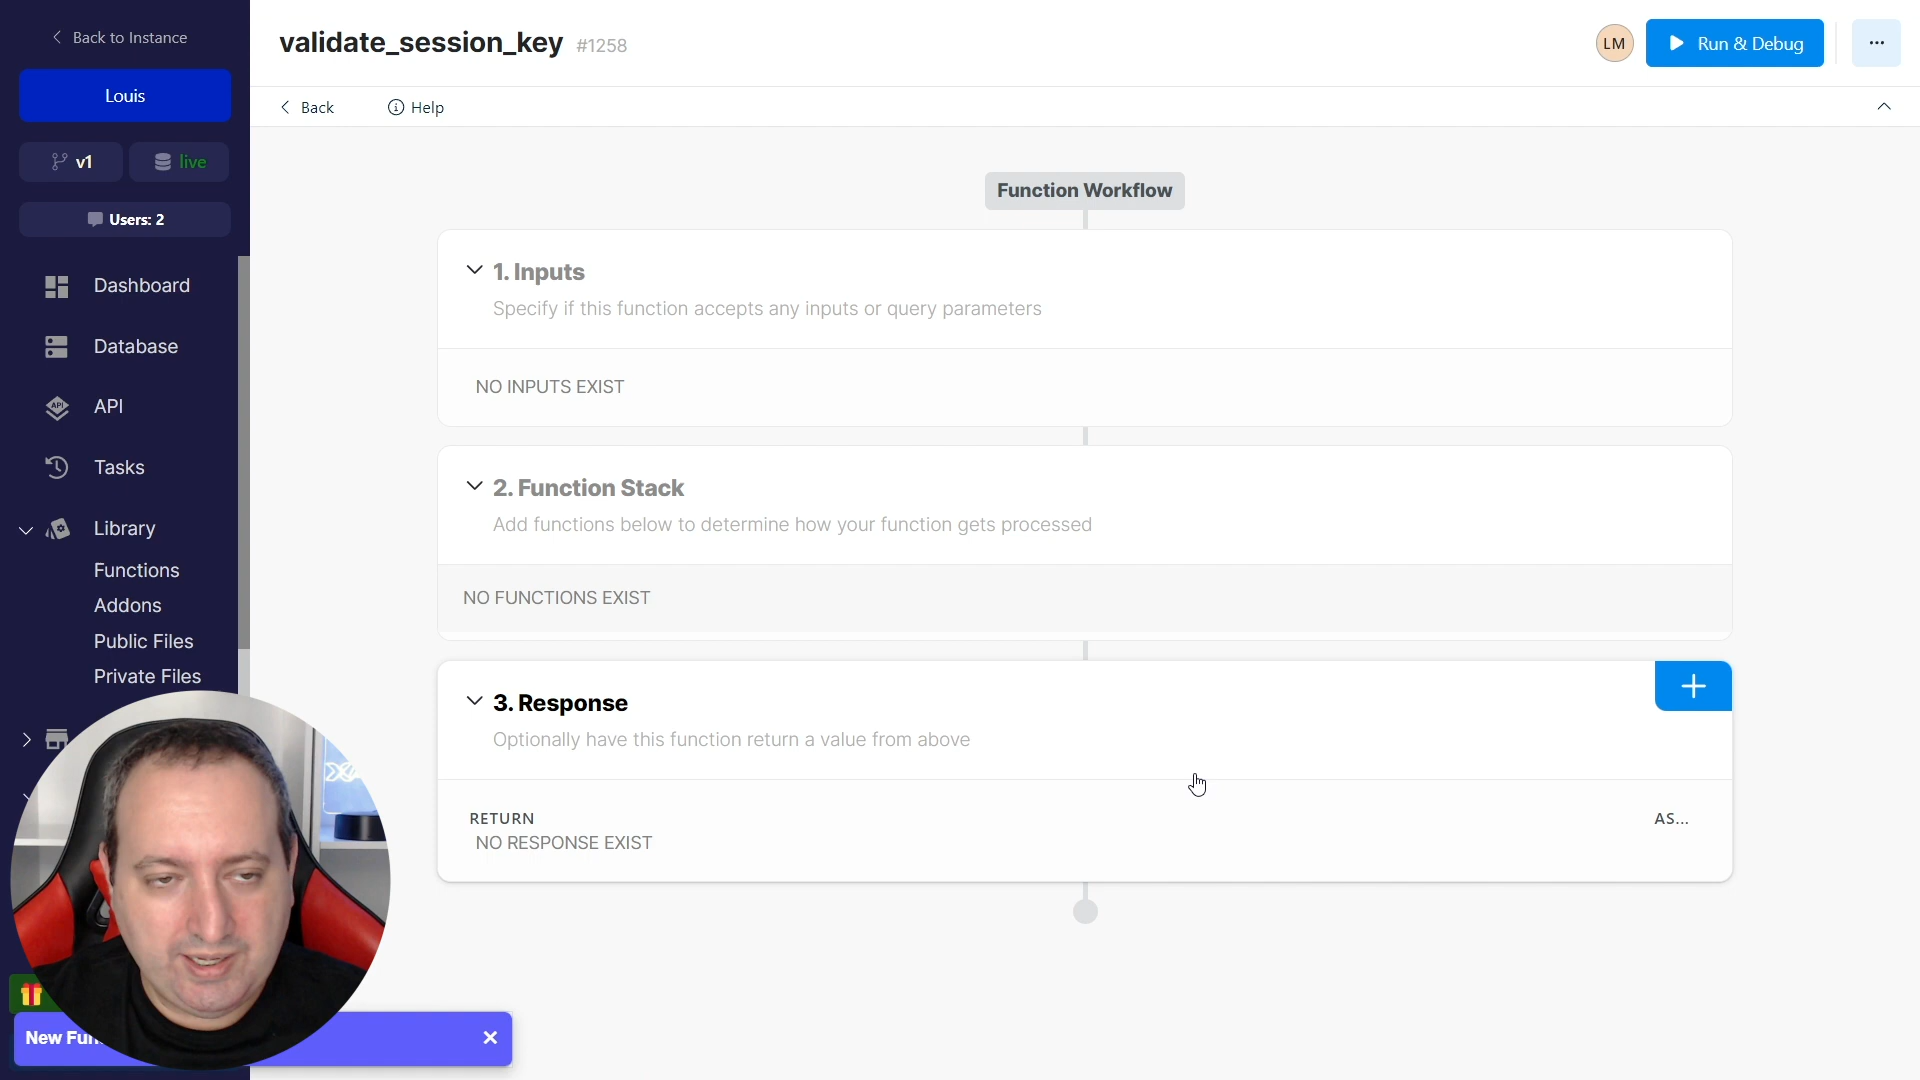 Back to Instance
validate_session_key #1258
LM
Run & Debug
Louis
Back
Help
v1
live
Users: 2
Function Workflow
Dashboard
Database
API
Tasks
Library
Functions
Addons
Public Files
Private Files
1. Inputs
Specify if this function accepts any inputs or query parameters
NO INPUTS EXIST
2. Function Stack
Add functions below to determine how your function gets processed
NO FUNCTIONS EXIST
3. Response
Optionally have this function return a value from above
RETURN
AS...
NO RESPONSE EXIST
New